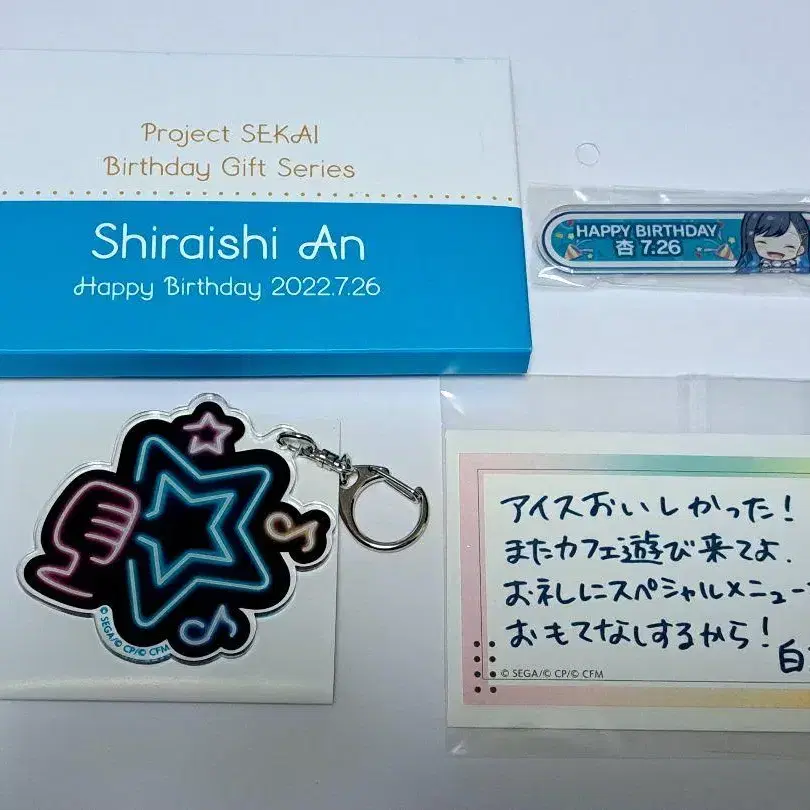 Project SEKAI
Birthday Gift Series
Shiraishi An
Happy Birthday 2022.7.26
HAPPY BIRTHDAY
杏 7.26
© SEGA/© CP/© CFM
アイスおいしかった!
またカフェ遊び来てよ.
お礼にスペシャルメニュー
おもてなしするから!
白
© SEGA/© CP/© CFM